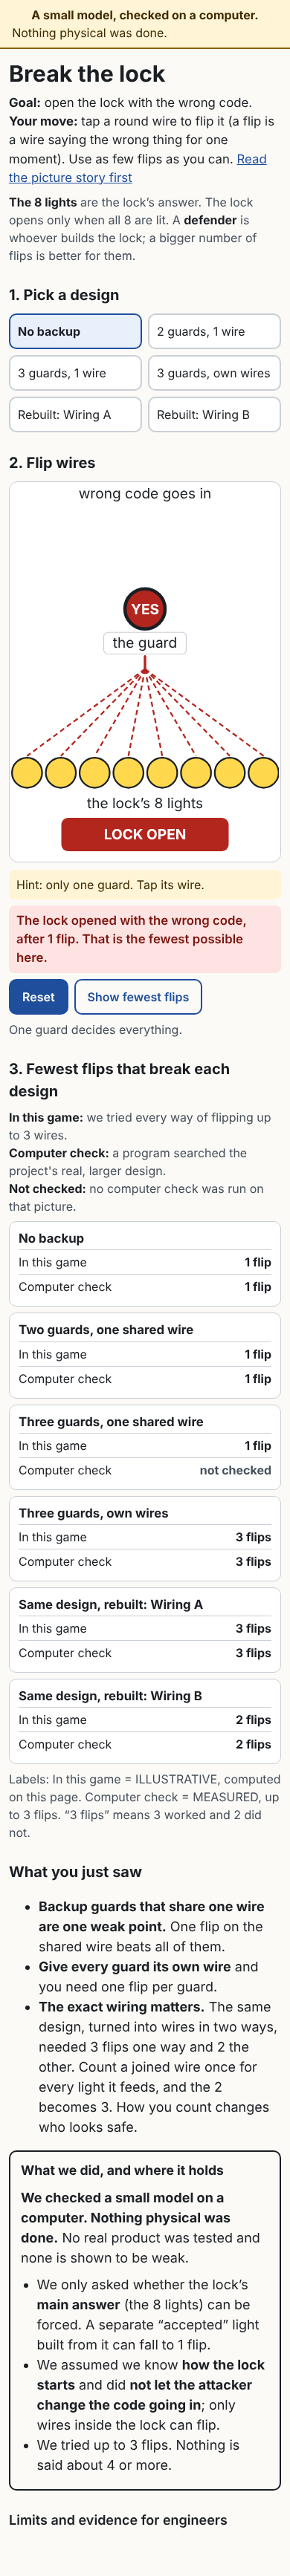 A small model, checked on a computer.
Nothing physical was done.
Break the lock
Goal: open the lock with the wrong code.
Your move: tap a round wire to flip it (a flip is
a wire saying the wrong thing for one
moment). Use as few flips as you can. Read
the picture story first
The 8 lights are the lock’s answer. The lock
opens only when all 8 are lit. A defender is
whoever builds the lock; a bigger number of
flips is better for them.
1. Pick a design
No backup
2 guards, 1 wire
3 guards, 1 wire
3 guards, own wires
Rebuilt: Wiring A
Rebuilt: Wiring B
2. Flip wires
wrong code goes in
YES
the guard
the lock’s 8 lights
LOCK OPEN
Hint: only one guard. Tap its wire.
The lock opened with the wrong code,
after 1 flip. That is the fewest possible
here.
Reset
Show fewest flips
One guard decides everything.
3. Fewest flips that break each
design
In this game: we tried every way of flipping up
to 3 wires.
Computer check: a program searched the
project's real, larger design.
Not checked: no computer check was run on
that picture.
No backup
In this game 1 flip
Computer check 1 flip
Two guards, one shared wire
In this game 1 flip
Computer check 1 flip
Three guards, one shared wire
In this game 1 flip
Computer check not checked
Three guards, own wires
In this game 3 flips
Computer check 3 flips
Same design, rebuilt: Wiring A
In this game 3 flips
Computer check 3 flips
Same design, rebuilt: Wiring B
In this game 2 flips
Computer check 2 flips
Labels: In this game = ILLUSTRATIVE, computed
on this page. Computer check = MEASURED, up
to 3 flips. “3 flips” means 3 worked and 2 did
not.
What you just saw
• Backup guards that share one wire
are one weak point. One flip on the
shared wire beats all of them.
• Give every guard its own wire and
you need one flip per guard.
• The exact wiring matters. The same
design, turned into wires in two ways,
needed 3 flips one way and 2 the
other. Count a joined wire once for
every light it feeds, and the 2
becomes 3. How you count changes
who looks safe.
What we did, and where it holds
We checked a small model on a
computer. Nothing physical was
done. No real product was tested and
none is shown to be weak.
• We only asked whether the lock’s
main answer (the 8 lights) can be
forced. A separate “accepted” light
built from it can fall to 1 flip.
• We assumed we know how the lock
starts and did not let the attacker
change the code going in; only
wires inside the lock can flip.
• We tried up to 3 flips. Nothing is
said about 4 or more.
Limits and evidence for engineers